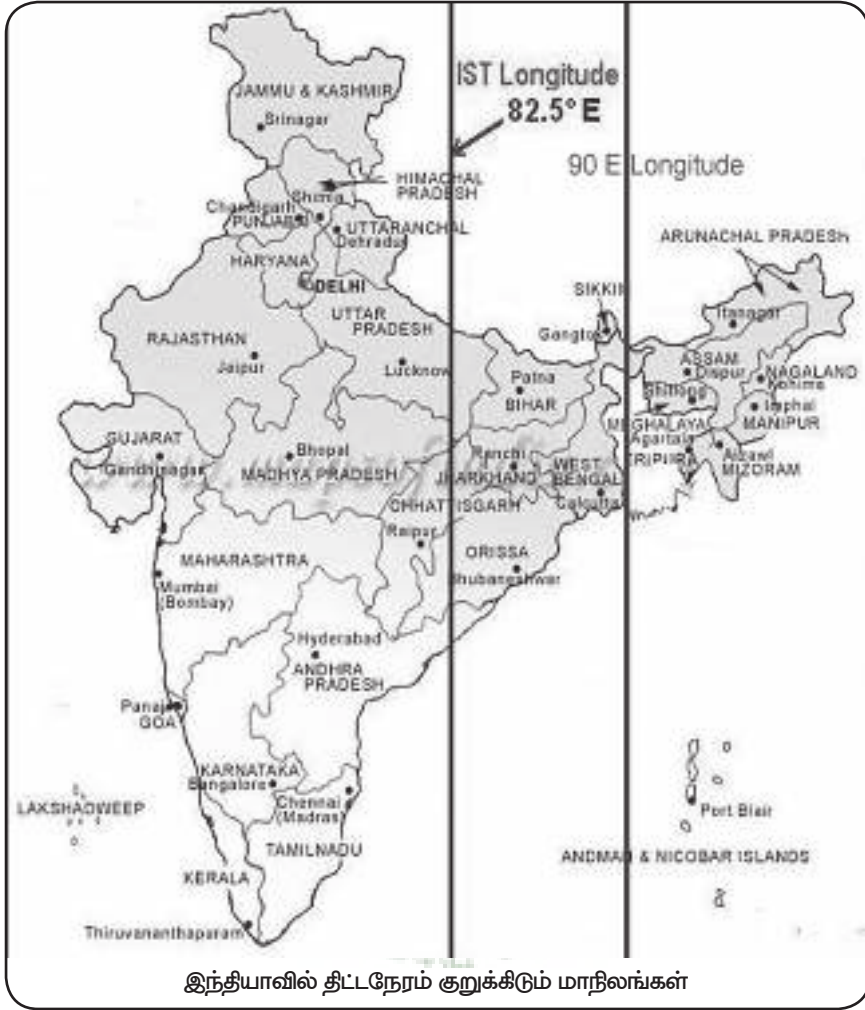 IST Longitude
82.5° E
90 E Longitude
JAMMU & KASHMIR
Srinagar
HIMACHAL
PRADESH
Shimla
Chandigarh
PUNJAB
UTTARANCHAL
Dehradun
ARUNACHAL PRADESH
HARYANA
DELHI
SIKKII
Itanagar
UTTAR
PRADESH
Gangtok
RAJASTHAN
Jaipur
Lucknow
ASSAM
Dispur
NAGALAND
Kohima
Patna
BIHAR
Shillong
Imphal
MANIPUR
MEGHALAYA
GUJARAT
Gandhinagar
Bhopal
MADHYA PRADESH
Ranchi
JHARKHAND
WEST
BENGAL
Agartala
TRIPURA
Aizawl
MIZORAM
CHHATTISGARH
Calcutta
Raipur
MAHARASHTRA
ORISSA
Bhubaneshwar
Mumbai
(Bombay)
Hyderabad
ANDHRA
PRADESH
Panaji
GOA
KARNATAKA
Bangalore
Chennai
(Madras)
LAKSHADWEEP
Port Blair
TAMILNADU
ANDMAN & NICOBAR ISLANDS
KERALA
Thiruvananthapuram
இந்தியாவில் திட்டநேரம் குறுக்கிடும் மாநிலங்கள்